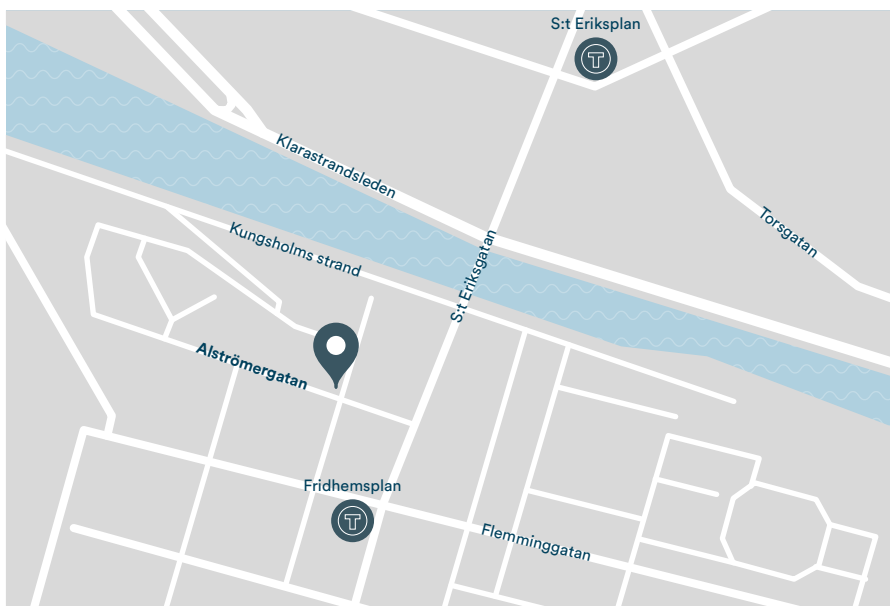 S:t Eriksplan
T
Klarastrandsleden
Torsgatan
Kungsholms strand
S:t Eriksgatan
Alströmergatan
Fridhemsplan
T
Flemminggatan